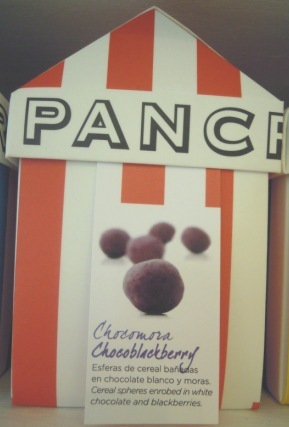 PANCR
Chocomora
Chocoblackberry
Esferas de cereal bañadas
en chocolate blanco y moras.
Cereal spheres enrobed in white
chocolate and blackberries.